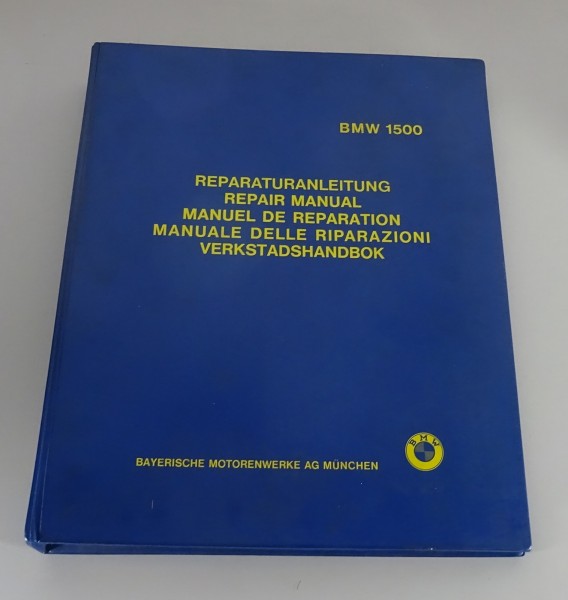 BMW 1500
REPARATURANLEITUNG
REPAIR MANUAL
MANUEL DE REPARATION
MANUALE DELLE RIPARAZIONI
VERKSTADSHANDBOK
BAYERISCHE MOTORENWERKE AG MÜNCHEN
BMW